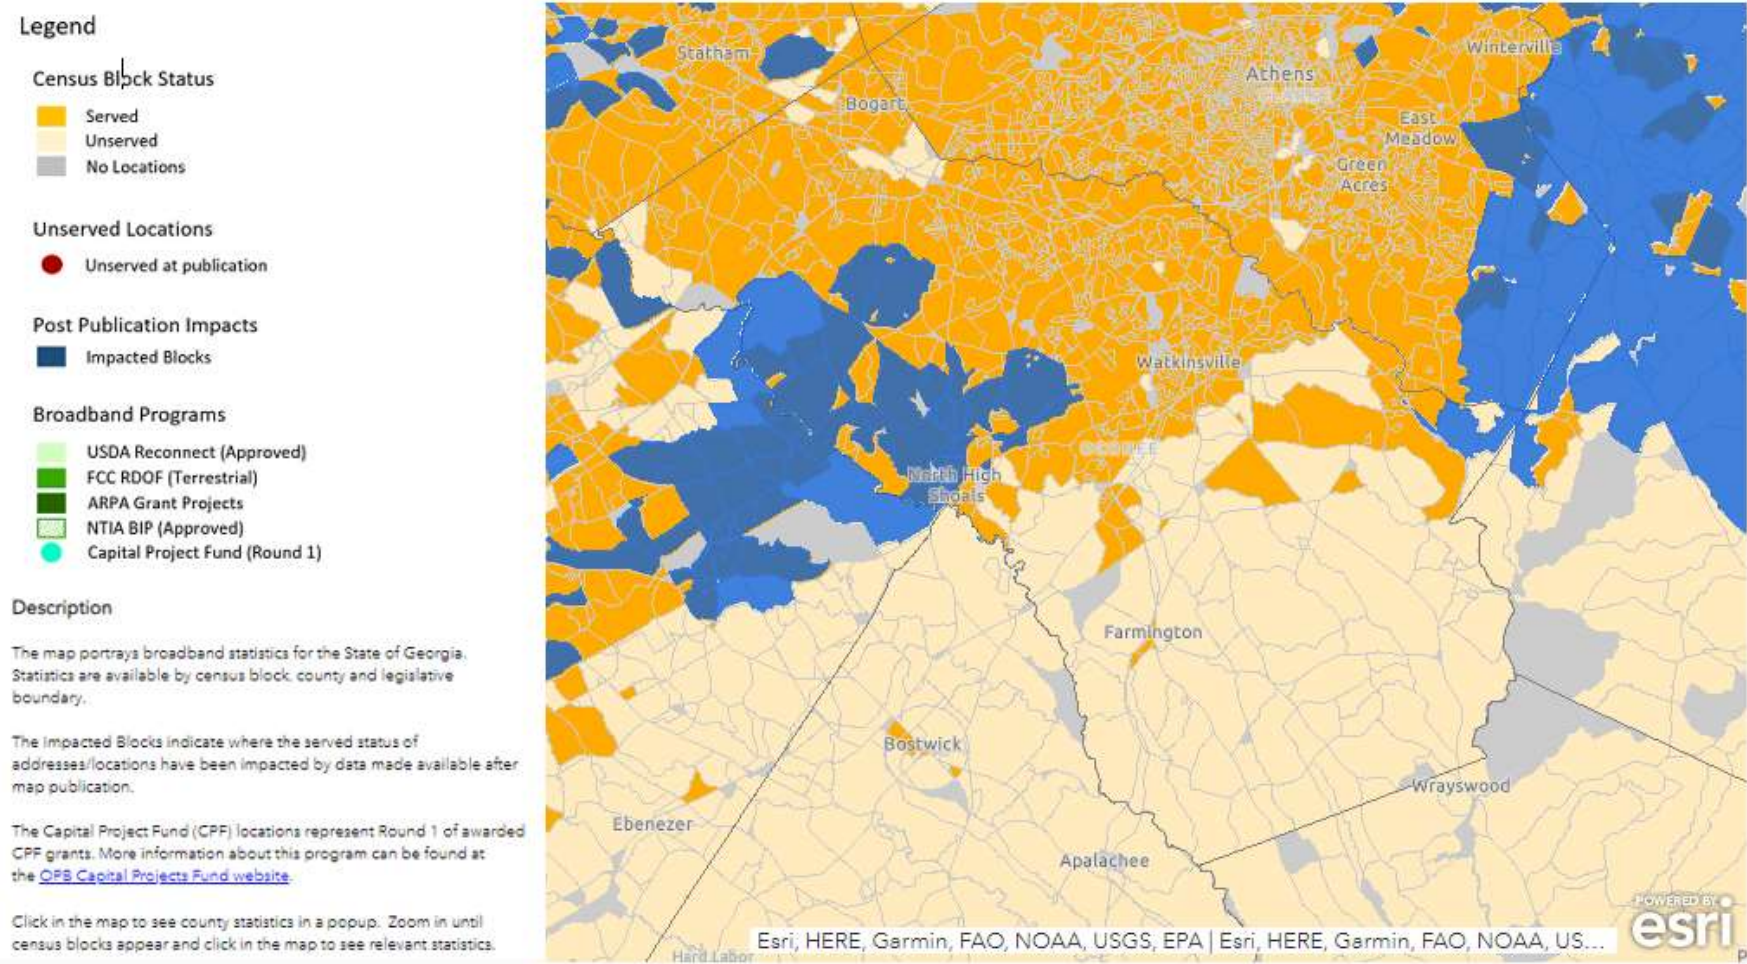 Legend
Census Block Status
Served
Unserved
No Locations
Unserved Locations
Unserved at publication
Post Publication Impacts
Impacted Blocks
Broadband Programs
USDA Reconnect (Approved)
FCC RDOF (Terrestrial)
ARPA Grant Projects
NTIA BIP (Approved)
Capital Project Fund (Round 1)
Description
The map portrays broadband statistics for the State of Georgia.
Statistics are available by census block, county and legislative
boundary.
The Impacted Blocks indicate where the served status of
addresses/locations have been impacted by data made available after
map publication.
The Capital Project Fund (CPF) locations represent Round 1 of awarded
CPF grants. More information about this program can be found at
the OPB Capital Projects Fund website.
Click in the map to see county statistics in a popup. Zoom in until
census blocks appear and click in the map to see relevant statistics.
Statham
Winterville
Athens
Bogart
East
Meadow
Green
Acres
Watkinsville
OCONEE
North High
Shoals
Farmington
Bostwick
Wrayswood
Ebenezer
Apalachee
Hard Labor
POWERED BY
esri
Esri, HERE, Garmin, FAO, NOAA, USGS, EPA | Esri, HERE, Garmin, FAO, NOAA, US...